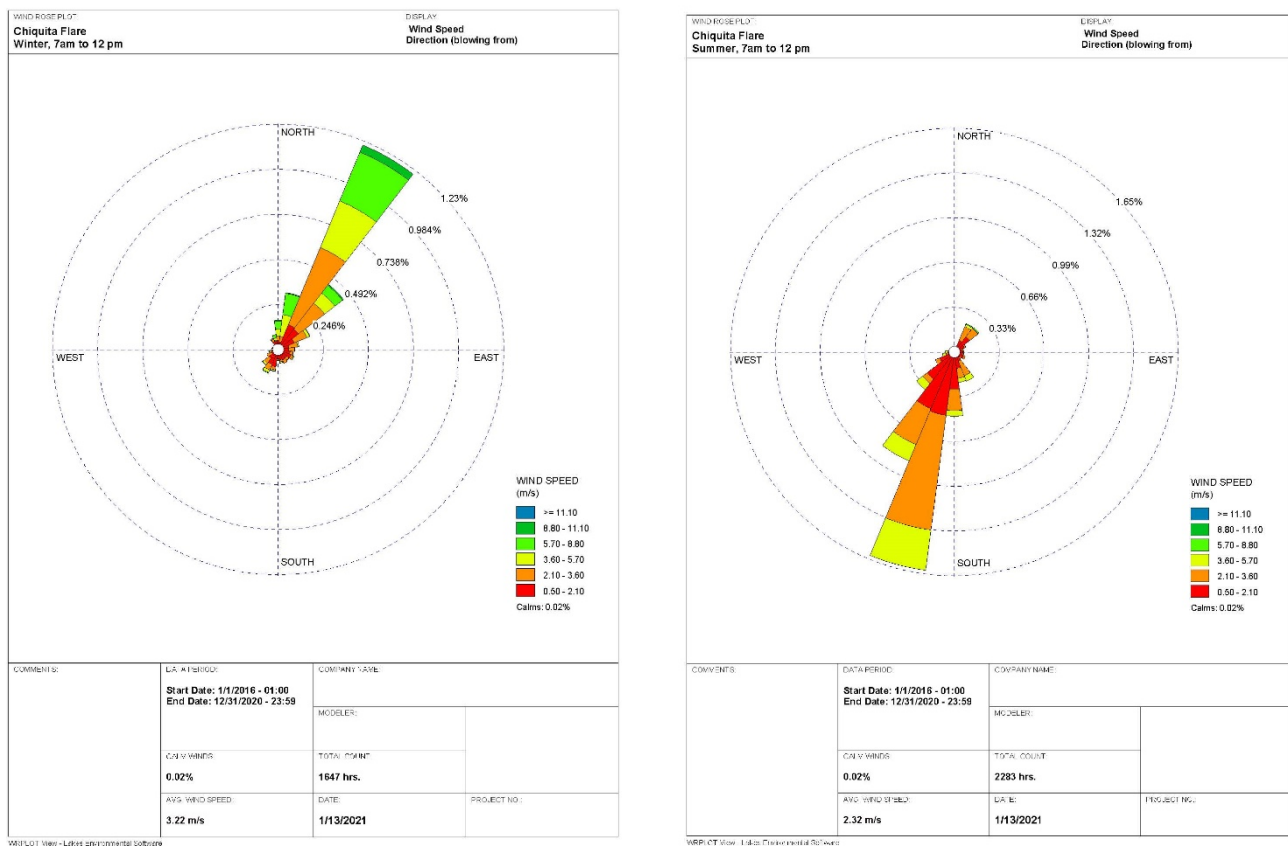 WIND ROSE PLOT:
Chiquita Flare
Winter, 7am to 12 pm
DISPLAY:
Wind Speed
Direction (blowing from)
NORTH
1.23%
0.984%
0.738%
0.492%
0.246%
WEST
EAST
SOUTH
WIND SPEED
(m/s)
>= 11.10
8.80 - 11.10
5.70 - 8.80
3.60 - 5.70
2.10 - 3.60
0.50 - 2.10
Calms: 0.02%
COMMENTS:
DATA PERIOD:
Start Date: 1/1/2016 - 01:00
End Date: 12/31/2020 - 23:59
COMPANY NAME:
MODELER:
CALM WINDS:
0.02%
TOTAL COUNT:
1647 hrs.
AVG. WIND SPEED:
3.22 m/s
DATE:
1/13/2021
PROJECT NO.:
WRPLOT View - Lakes Environmental Software
WIND ROSE PLOT:
Chiquita Flare
Summer, 7am to 12 pm
DISPLAY:
Wind Speed
Direction (blowing from)
NORTH
1.65%
1.32%
0.99%
0.66%
0.33%
WEST
EAST
SOUTH
WIND SPEED
(m/s)
>= 11.10
8.80 - 11.10
5.70 - 8.80
3.60 - 5.70
2.10 - 3.60
0.50 - 2.10
Calms: 0.02%
COMMENTS:
DATA PERIOD:
Start Date: 1/1/2016 - 01:00
End Date: 12/31/2020 - 23:59
COMPANY NAME:
MODELER:
CALM WINDS:
0.02%
TOTAL COUNT:
2283 hrs.
AVG. WIND SPEED:
2.32 m/s
DATE:
1/13/2021
PROJECT NO.:
WRPLOT View - Lakes Environmental Software